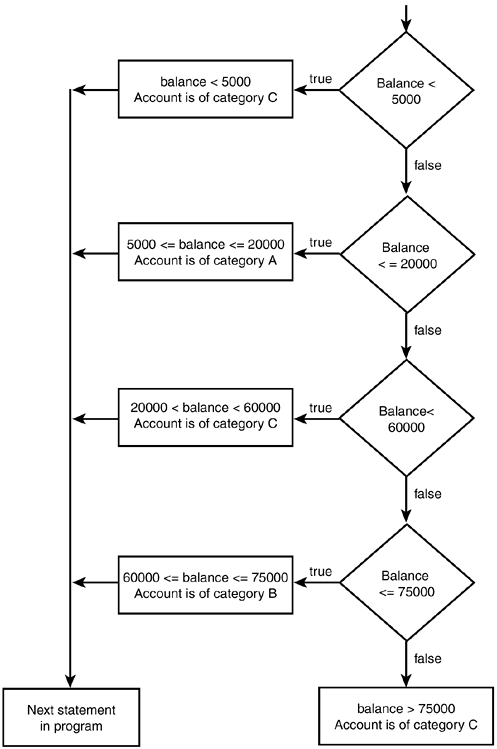 Balance <
5000
true
balance < 5000
Account is of category C
false
Balance
< = 20000
true
5000 <= balance <= 20000
Account is of category A
false
Balance<
60000
true
20000 < balance < 60000
Account is of category C
false
Balance
<= 75000
true
60000 <= balance <= 75000
Account is of category B
false
balance > 75000
Account is of category C
Next statement
in program